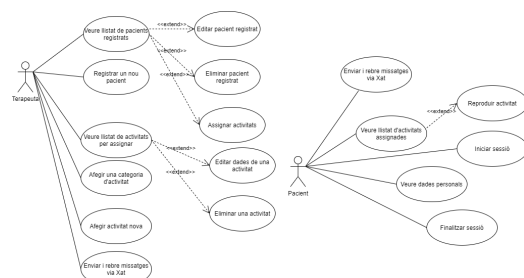 Veure llistat de pacients
registrats
<<extend>>
Editar pacient registrat
<<extend>>
Registrar un nou
pacient
Eliminar pacient
registrat
<<extend>>
Terapeuta
Assignar activitats
Veure llistat de activitats
per assignar
<<extend>>
Editar dades de una
activitat
<<extend>>
Afegir una categoria
d'activitat
Eliminar una activitat
Afegir activitat nova
Enviar i rebre missatges
via Xat
Enviar i rebre missatges
via Xat
Reproduir activitat
<<extend>>
Veure llistat d'activitats
assignades
Iniciar sessió
Pacient
Veure dades personals
Finalitzar sessió